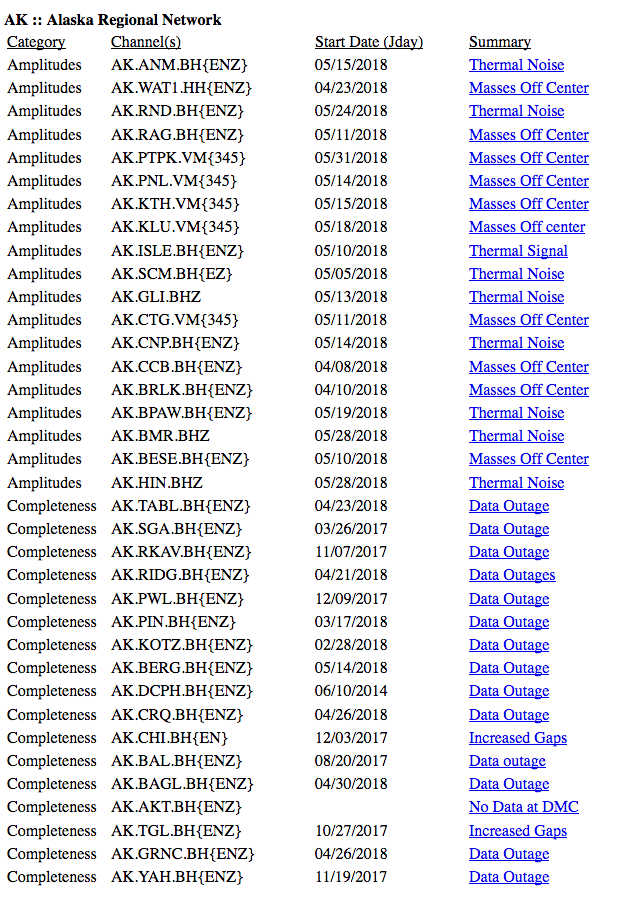 AK :: Alaska Regional Network
Category Channel(s) Start Date (Jday) Summary
Amplitudes AK.ANM.BH{ENZ} 05/15/2018 Thermal Noise
Amplitudes AK.WAT1.HH{ENZ} 04/23/2018 Masses Off Center
Amplitudes AK.RND.BH{ENZ} 05/24/2018 Thermal Noise
Amplitudes AK.RAG.BH{ENZ} 05/11/2018 Masses Off Center
Amplitudes AK.PTPK.VM{345} 05/31/2018 Masses Off Center
Amplitudes AK.PNL.VM{345} 05/14/2018 Masses Off Center
Amplitudes AK.KTH.VM{345} 05/15/2018 Masses Off Center
Amplitudes AK.KLU.VM{345} 05/18/2018 Masses Off center
Amplitudes AK.ISLE.BH{ENZ} 05/10/2018 Thermal Signal
Amplitudes AK.SCM.BH{EZ} 05/05/2018 Thermal Noise
Amplitudes AK.GLI.BHZ 05/13/2018 Thermal Noise
Amplitudes AK.CTG.VM{345} 05/11/2018 Masses Off Center
Amplitudes AK.CNP.BH{ENZ} 05/14/2018 Thermal Noise
Amplitudes AK.CCB.BH{ENZ} 04/08/2018 Masses Off Center
Amplitudes AK.BRLK.BH{ENZ} 04/10/2018 Masses Off Center
Amplitudes AK.BPAW.BH{ENZ} 05/19/2018 Thermal Noise
Amplitudes AK.BMR.BHZ 05/28/2018 Thermal Noise
Amplitudes AK.BESE.BH{ENZ} 05/10/2018 Masses Off Center
Amplitudes AK.HIN.BHZ 05/28/2018 Thermal Noise
Completeness AK.TABL.BH{ENZ} 04/23/2018 Data Outage
Completeness AK.SGA.BH{ENZ} 03/26/2017 Data Outage
Completeness AK.RKAV.BH{ENZ} 11/07/2017 Data Outage
Completeness AK.RIDG.BH{ENZ} 04/21/2018 Data Outages
Completeness AK.PWL.BH{ENZ} 12/09/2017 Data Outage
Completeness AK.PIN.BH{ENZ} 03/17/2018 Data Outage
Completeness AK.KOTZ.BH{ENZ} 02/28/2018 Data Outage
Completeness AK.BERG.BH{ENZ} 05/14/2018 Data Outage
Completeness AK.DCPH.BH{ENZ} 06/10/2014 Data Outage
Completeness AK.CRQ.BH{ENZ} 04/26/2018 Data Outage
Completeness AK.CHI.BH{EN} 12/03/2017 Increased Gaps
Completeness AK.BAL.BH{ENZ} 08/20/2017 Data outage
Completeness AK.BAGL.BH{ENZ} 04/30/2018 Data Outage
Completeness AK.AKT.BH{ENZ} No Data at DMC
Completeness AK.TGL.BH{ENZ} 10/27/2017 Increased Gaps
Completeness AK.GRNC.BH{ENZ} 04/26/2018 Data Outage
Completeness AK.YAH.BH{ENZ} 11/19/2017 Data Outage